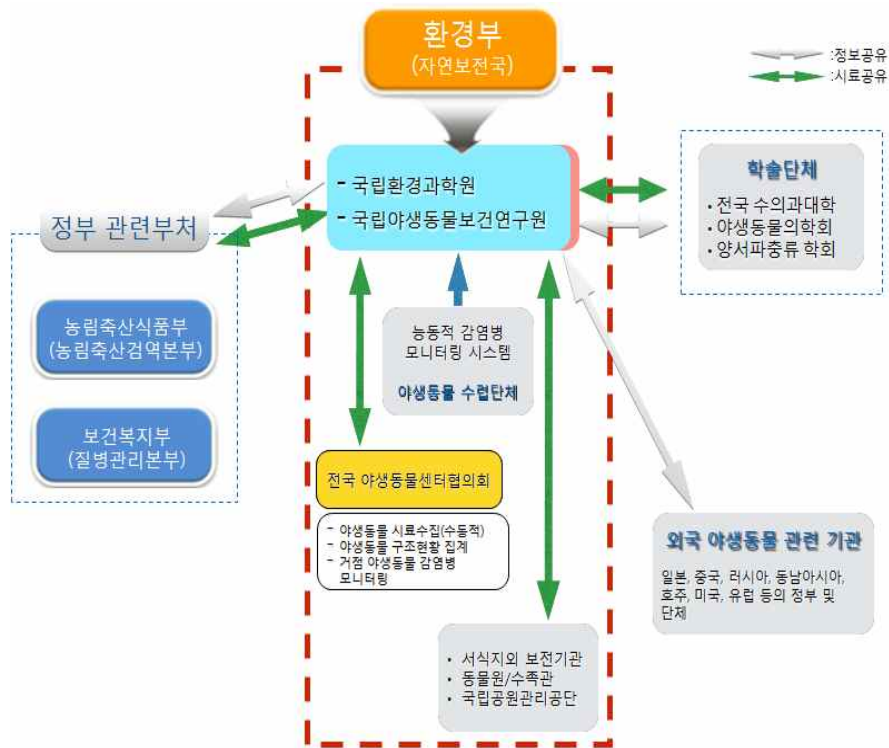 환경부
(자연보전국)
:정보공유
:시료공유
- 국립환경과학원
- 국립야생동물보건연구원
학술단체
• 전국 수의과대학
• 야생동물의학회
• 양서파충류 학회
정부 관련부처
농림축산식품부
(농림축산검역본부)
보건복지부
(질병관리본부)
능동적 감염병
모니터링 시스템
야생동물 수렵단체
전국 야생동물센터협의회
- 야생동물 시료수집(수동적)
- 야생동물 구조현황 집계
- 거점 야생동물 감염병
모니터링
외국 야생동물 관련 기관
일본, 중국, 러시아, 동남아시아,
호주, 미국, 유럽 등의 정부 및
단체
• 서식지외 보전기관
• 동물원/수족관
• 국립공원관리공단